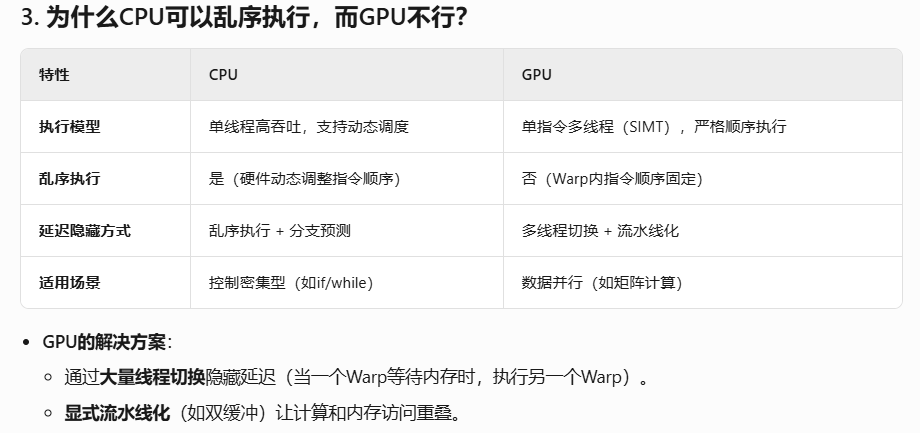 3. 为什么CPU可以乱序执行，而GPU不行？
特性 CPU GPU
执行模型 单线程高吞吐，支持动态调度 单指令多线程（SIMT），严格顺序执行
乱序执行 是（硬件动态调整指令顺序） 否（Warp内指令顺序固定）
延迟隐藏方式 乱序执行 + 分支预测 多线程切换 + 流水线化
适用场景 控制密集型（如if/while） 数据并行（如矩阵计算）
• GPU的解决方案：
◦ 通过大量线程切换隐藏延迟（当一个Warp等待内存时，执行另一个Warp）。
◦ 显式流水线化（如双缓冲）让计算和内存访问重叠。